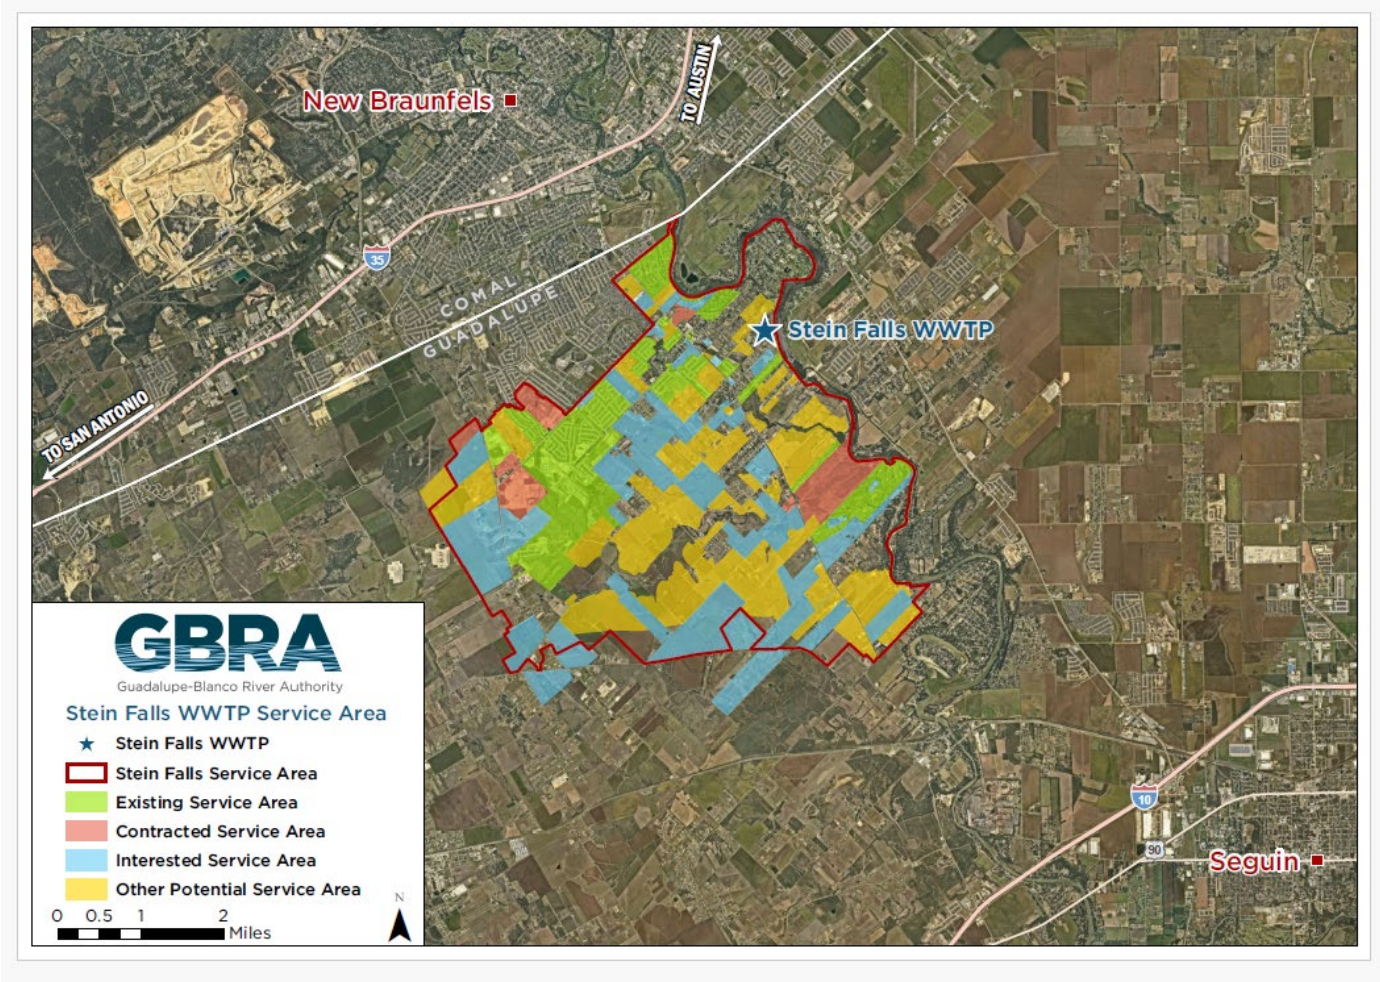 New Braunfels
TO AUSTIN
35
COMAL
GUADALUPE
Stein Falls WWTP
TO SAN ANTONIO
GBRA
Guadalupe-Blanco River Authority
Stein Falls WWTP Service Area
Stein Falls WWTP
Stein Falls Service Area
Existing Service Area
Contracted Service Area
Interested Service Area
Other Potential Service Area
0 0.5 1 2
Miles
N
10
90
Seguin